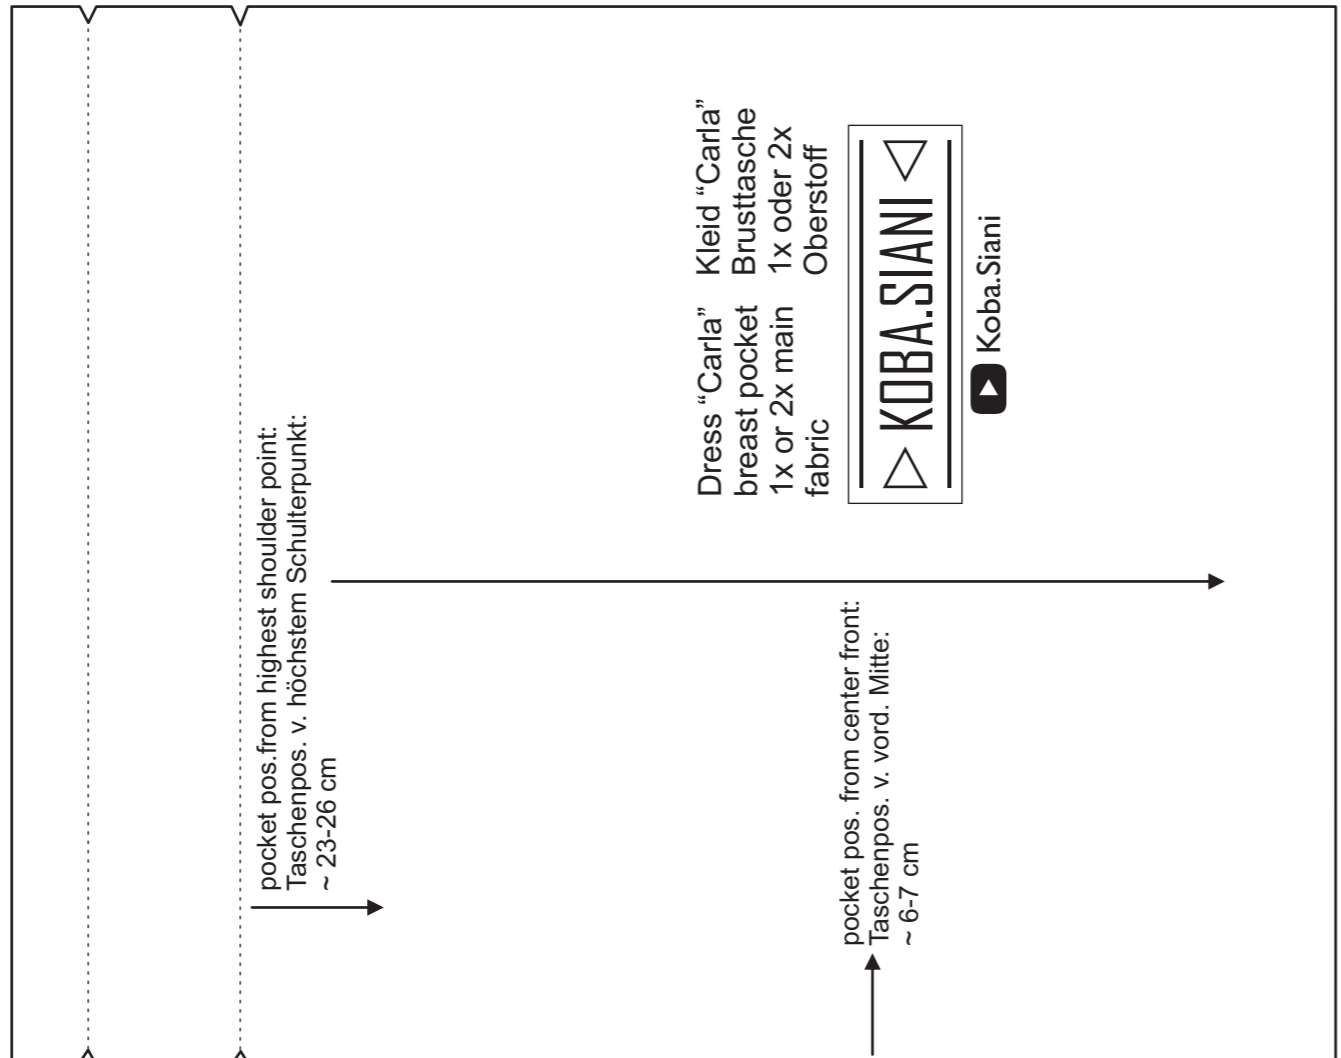 pocket pos.from highest shoulder point:
Taschenpos. v. höchstem Schulterpunkt:
~ 23-26 cm
Dress “Carla”
breast pocket
1x or 2x main
fabric
Kleid “Carla”
Brusttasche
1x oder 2x
Oberstoff
KOBA.SIANI
Koba.Siani
pocket pos. from center front:
Taschenpos. v. vord. Mitte:
~ 6-7 cm